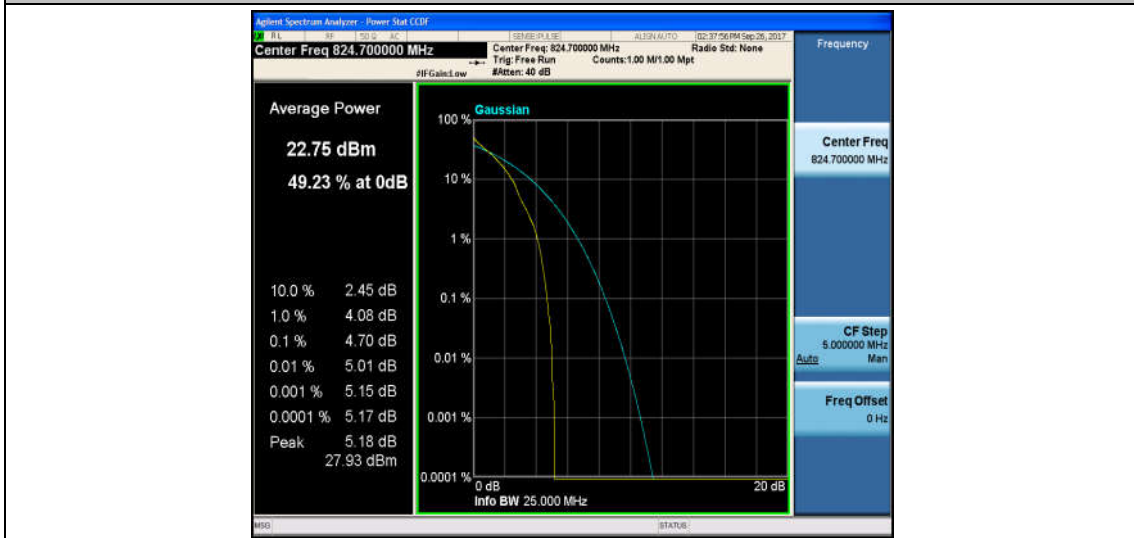 Agilent Spectrum Analyzer - Power Stat CCDF
RL RF 50 Ω AC SENSE:PULSE ALIGN AUTO 02:37:56 PM Sep 26, 2017
Center Freq 824.700000 MHz
Center Freq: 824.700000 MHz Radio Std: None
Trig: Free Run Counts:1.00 M/1.00 Mpt
#IFGain:Low #Atten: 40 dB
Frequency
Average Power
22.75 dBm
49.23 % at 0dB
10.0 % 2.45 dB
1.0 % 4.08 dB
0.1 % 4.70 dB
0.01 % 5.01 dB
0.001 % 5.15 dB
0.0001 % 5.17 dB
Peak 5.18 dB
27.93 dBm
Gaussian
100 %
10 %
1 %
0.1 %
0.01 %
0.001 %
0.0001 %
0 dB 20 dB
Info BW 25.000 MHz
Center Freq
824.700000 MHz
CF Step
5.000000 MHz
Auto Man
Freq Offset
0 Hz
MSG STATUS